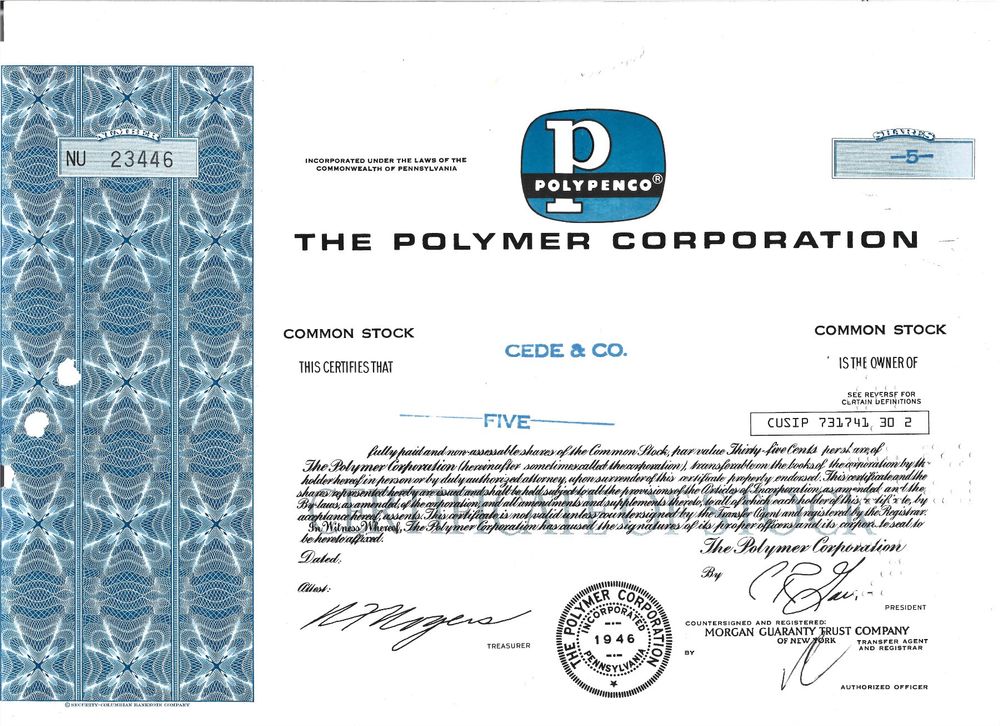 NUMBER
NU 23446
INCORPORATED UNDER THE LAWS OF THE
COMMONWEALTH OF PENNSYLVANIA
p
POLYPENCO®
SHARES
—5—
THE POLYMER CORPORATION
COMMON STOCK
COMMON STOCK
THIS CERTIFIES THAT
CEDE & CO.
IS THE OWNER OF
SEE REVERSE FOR
CERTAIN DEFINITIONS
FIVE
CUSIP 731741 30 2
fully paid and non-assessable shares of the Common Stock, par value Thirty-five Cents per share, of
The Polymer Corporation (hereinafter sometimes called the corporation), transferable on the books of the corporation by the
holder hereof in person or by duly authorized attorney, upon surrender of this certificate properly endorsed. This certificate and the
shares represented hereby are issued and shall be held subject to all the provisions of the Articles of Incorporation, as amended, and the
By-laws, as amended, of the corporation, and all amendments and supplements thereto, to all of which each holder of this certificate, by
acceptance hereof, assents. This certificate is not valid unless countersigned by the Transfer Agent and registered by the Registrar.
In Witness Whereof, The Polymer Corporation has caused the signatures of its proper officers and its corporate seal to
be hereto affixed.
Dated:
The Polymer Corporation
By
Attest:
PRESIDENT
TREASURER
THE POLYMER CORPORATION
INCORPORATED
1946
PENNSYLVANIA
COUNTERSIGNED AND REGISTERED:
MORGAN GUARANTY TRUST COMPANY
OF NEW YORK
TRANSFER AGENT
AND REGISTRAR
BY
AUTHORIZED OFFICER
© SECURITY-COLUMBIAN BANKNOTE COMPANY